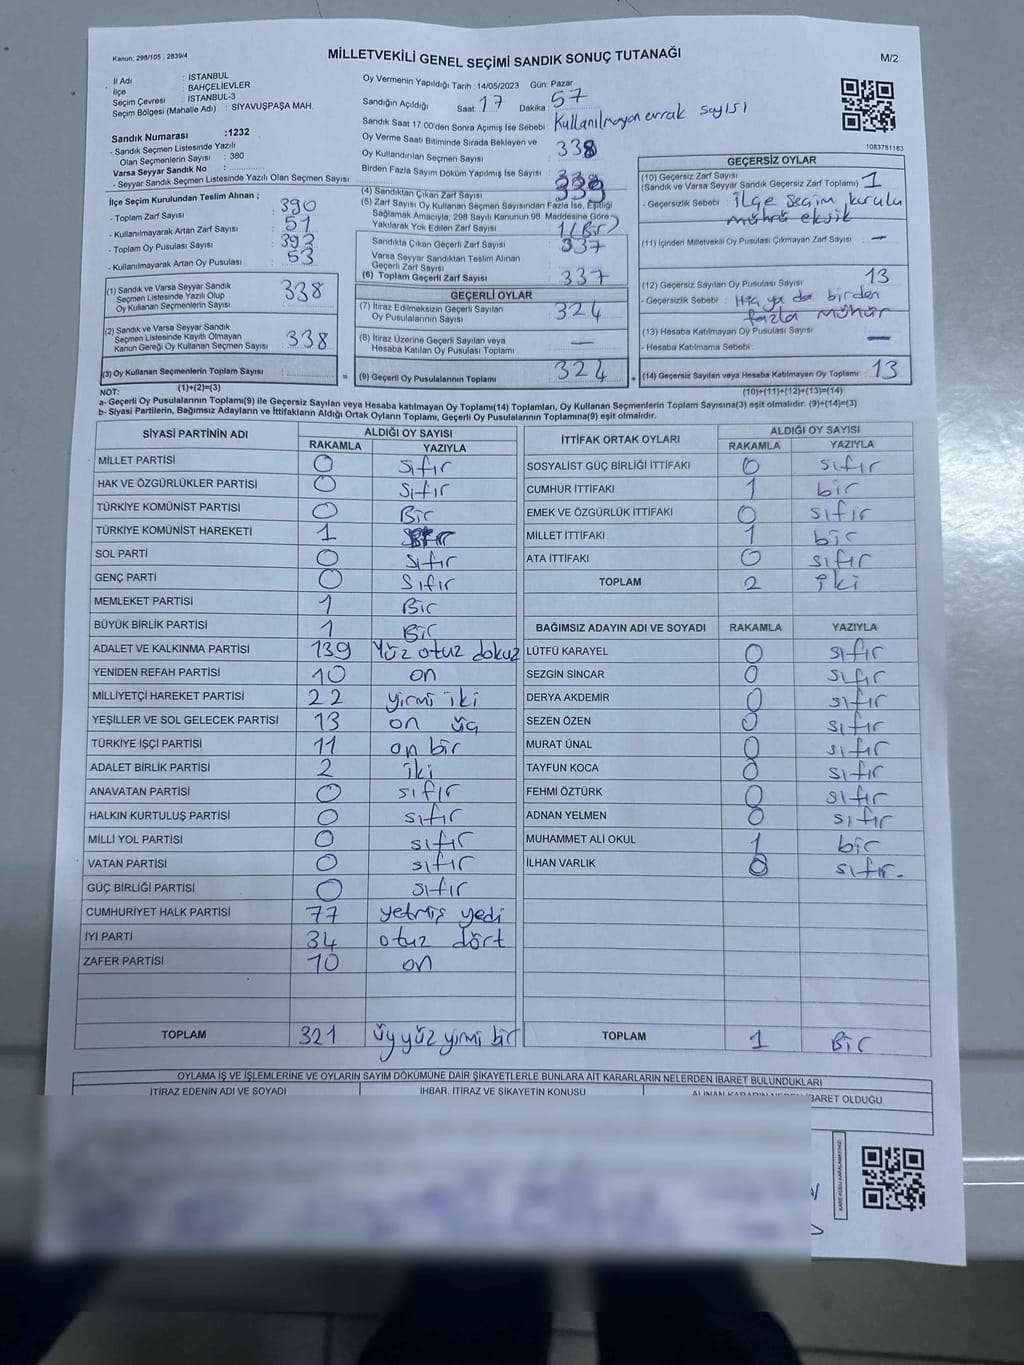 Kanun; 298/105 , 2839/4
MİLLETVEKİLİ GENEL SEÇİMİ SANDIK SONUÇ TUTANAĞI
M/2
İl Adı : İSTANBUL
İlçe : BAHÇELİEVLER
Seçim Çevresi : İSTANBUL-3
Seçim Bölgesi (Mahalle Adı) : SİYAVUŞPAŞA MAH.
Sandık Numarası :1232
- Sandık Seçmen Listesinde Yazılı
Olan Seçmenlerin Sayısı : 380
Varsa Seyyar Sandık No :
- Seyyar Sandık Seçmen Listesinde Yazılı Olan Seçmen Sayısı:
Oy Vermenin Yapıldığı Tarih :14/05/2023 Gün: Pazar
Sandığın Açıldığı Saat: 17 Dakika: 57
Sandık Saat 17:00'den Sonra Açımış İse Sebebi: Kullanılmayan evrak sayısı
Oy Verme Saati Bitiminde Sırada Bekleyen ve
Oy Kullandırılan Seçmen Sayısı 338
Birden Fazla Sayım Döküm Yapılmış İse Sayısı
1083781183
İlçe Seçim Kurulundan Teslim Alınan ;
- Toplam Zarf Sayısı 390
- Kullanılmayarak Artan Zarf Sayısı 51
- Toplam Oy Pusulası Sayısı 392
- Kullanılmayarak Artan Oy Pusulası 53
(1) Sandık ve Varsa Seyyar Sandık
Seçmen Listesinde Yazılı Olup
Oy Kullanan Seçmenlerin Sayısı 338
(2) Sandık ve Varsa Seyyar Sandık
Seçmen Listesinde Kayıtlı Olmayan
Kanun Gereği Oy Kullanan Seçmen Sayısı 338
(3) Oy Kullanan Seçmenlerin Toplam Sayısı =
(1)+(2)=(3)
(4) Sandıktan Çıkan Zarf Sayısı 339
(5) Zarf Sayısı Oy Kullanan Seçmen Sayısından Fazla İse, Eşitliği
Sağlamak Amacıyla, 298 Sayılı Kanunun 98. Maddesine Göre
Yakılarak Yok Edilen Zarf Sayısı 1(Bir)
Sandıkta Çıkan Geçerli Zarf Sayısı 337
Varsa Seyyar Sandıktan Teslim Alınan
Geçerli Zarf Sayısı
(6) Toplam Geçerli Zarf Sayısı 337
GEÇERLİ OYLAR
(7) İtiraz Edilmeksizin Geçerli Sayılan
Oy Pusulalarının Sayısı 324
(8) İtiraz Üzerine Geçerli Sayılan veya
Hesaba Katılan Oy Pusulası Toplamı —
(9) Geçerli Oy Pusulalarının Toplamı 324 +
GEÇERSİZ OYLAR
(10) Geçersiz Zarf Sayısı
(Sandık ve Varsa Seyyar Sandık Geçersiz Zarf Toplamı) 1
- Geçersizlik Sebebi : İlçe seçim kurulu
mührü eksik
(11) İçinden Milletvekili Oy Pusulası Çıkmayan Zarf Sayısı —
(12) Geçersiz Sayılan Oy Pusulası Sayısı 13
- Geçersizlik Sebebi : Hiç ya da birden
fazla mühür
(13) Hesaba Katılmayan Oy Pusulası Sayısı —
- Hesaba Katılmama Sebebi :
(14) Geçersiz Sayılan veya Hesaba Katılmayan Oy Toplamı 13
(10)+(11)+(12)+(13)=(14)
NOT:
a- Geçerli Oy Pusulalarının Toplamı(9) ile Geçersiz Sayılan veya Hesaba katılmayan Oy Toplamı(14) Toplamları, Oy Kullanan Seçmenlerin Toplam Sayısına(3) eşit olmalıdır. (9)+(14)=(3)
b- Siyasi Partilerin, Bağımsız Adayların ve İttifakların Aldığı Ortak Oyların Toplamı, Geçerli Oy Pusulalarının Toplamına(9) eşit olmalıdır.
SİYASİ PARTİNİN ADI ALDIĞI OY SAYISI
RAKAMLA YAZIYLA
MİLLET PARTİSİ 0 sıfır
HAK VE ÖZGÜRLÜKLER PARTİSİ 0 sıfır
TÜRKİYE KOMÜNİST PARTİSİ 0 Bir
TÜRKİYE KOMÜNİST HAREKETİ 1
SOL PARTİ 0 sıfır
GENÇ PARTİ 0 sıfır
MEMLEKET PARTİSİ 1 Bir
BÜYÜK BİRLİK PARTİSİ 1 Bir
ADALET VE KALKINMA PARTİSİ 139 Yüz otuz dokuz
YENİDEN REFAH PARTİSİ 10 on
MİLLİYETÇİ HAREKET PARTİSİ 22 yirmi iki
YEŞİLLER VE SOL GELECEK PARTİSİ 13 on üç
TÜRKİYE İŞÇİ PARTİSİ 11 on bir
ADALET BİRLİK PARTİSİ 2 iki
ANAVATAN PARTİSİ 0 sıfır
HALKIN KURTULUŞ PARTİSİ 0 sıfır
MİLLİ YOL PARTİSİ 0 sıfır
VATAN PARTİSİ 0 sıfır
GÜÇ BİRLİĞİ PARTİSİ 0 sıfır
CUMHURİYET HALK PARTİSİ 77 yetmiş yedi
İYİ PARTİ 34 otuz dört
ZAFER PARTİSİ 10 on
TOPLAM 321 üçyüz yirmi bir
İTTİFAK ORTAK OYLARI ALDIĞI OY SAYISI
RAKAMLA YAZIYLA
SOSYALİST GÜÇ BİRLİĞİ İTTİFAKI 0 sıfır
CUMHUR İTTİFAKI 1 bir
EMEK VE ÖZGÜRLÜK İTTİFAKI 0 sıfır
MİLLET İTTİFAKI 1 bir
ATA İTTİFAKI 0 sıfır
TOPLAM 2 iki
BAĞIMSIZ ADAYIN ADI VE SOYADI RAKAMLA YAZIYLA
LÜTFÜ KARAYEL 0 sıfır
SEZGİN SİNCAR 0 sıfır
DERYA AKDEMİR 0 sıfır
SEZEN ÖZEN 0 sıfır
MURAT ÜNAL 0 sıfır
TAYFUN KOCA 0 sıfır
FEHMİ ÖZTÜRK 0 sıfır
ADNAN YELMEN 0 sıfır
MUHAMMET ALİ OKUL 1 bir
İLHAN VARLIK 0 sıfır.
TOPLAM 1 Bir
OYLAMA İŞ VE İŞLEMLERİNE VE OYLARIN SAYIM DÖKÜMÜNE DAİR ŞİKAYETLERLE BUNLARA AİT KARARLARIN NELERDEN İBARET BULUNDUKLARI
İTİRAZ EDENİN ADI VE SOYADI İHBAR, İTİRAZ VE ŞİKAYETİN KONUSU ALINAN KARARIN NEDEN İBARET OLDUĞU